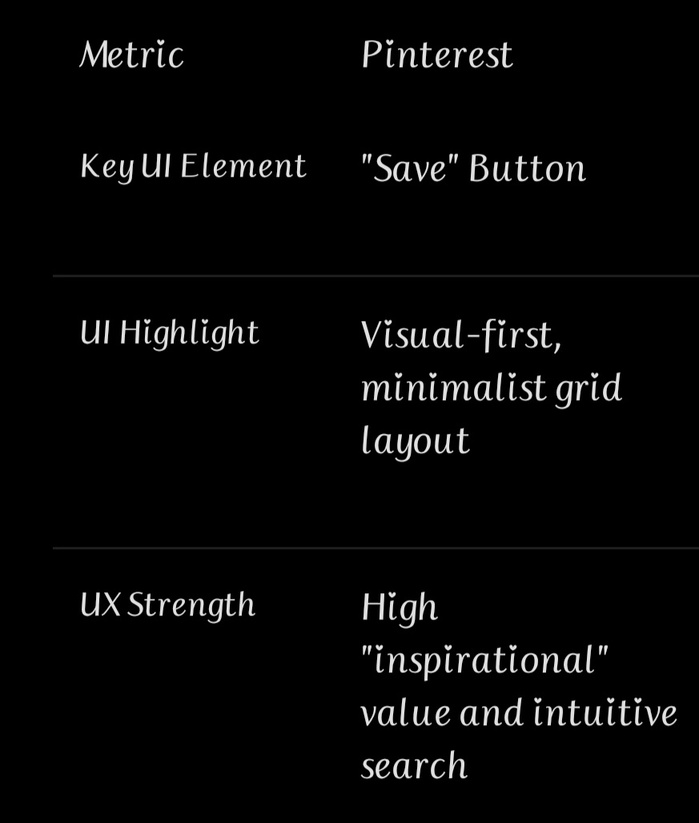 Metric Pinterest
Key UI Element "Save" Button
UI Highlight Visual-first,
minimalist grid
layout
UX Strength High
"inspirational"
value and intuitive
search